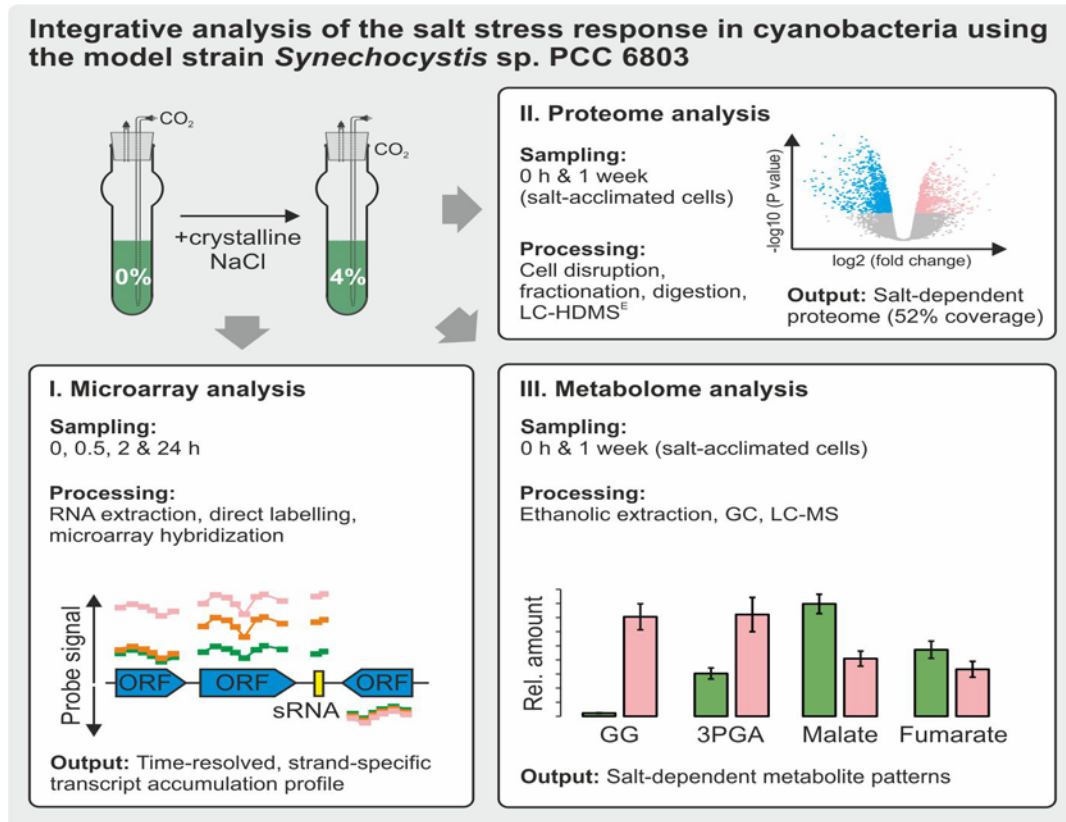 Integrative analysis of the salt stress response in cyanobacteria using
the model strain Synechocystis sp. PCC 6803
CO₂
CO₂
0%
+crystalline
NaCl
4%
II. Proteome analysis
Sampling:
0 h & 1 week
(salt-acclimated cells)
Processing:
Cell disruption,
fractionation, digestion,
LC-HDMSᴱ
-log10 (P value)
log2 (fold change)
Output: Salt-dependent
proteome (52% coverage)
I. Microarray analysis
Sampling:
0, 0.5, 2 & 24 h
Processing:
RNA extraction, direct labelling,
microarray hybridization
Probe signal
ORF
ORF
ORF
sRNA
Output: Time-resolved, strand-specific
transcript accumulation profile
III. Metabolome analysis
Sampling:
0 h & 1 week (salt-acclimated cells)
Processing:
Ethanolic extraction, GC, LC-MS
Rel. amount
GG 3PGA Malate Fumarate
Output: Salt-dependent metabolite patterns